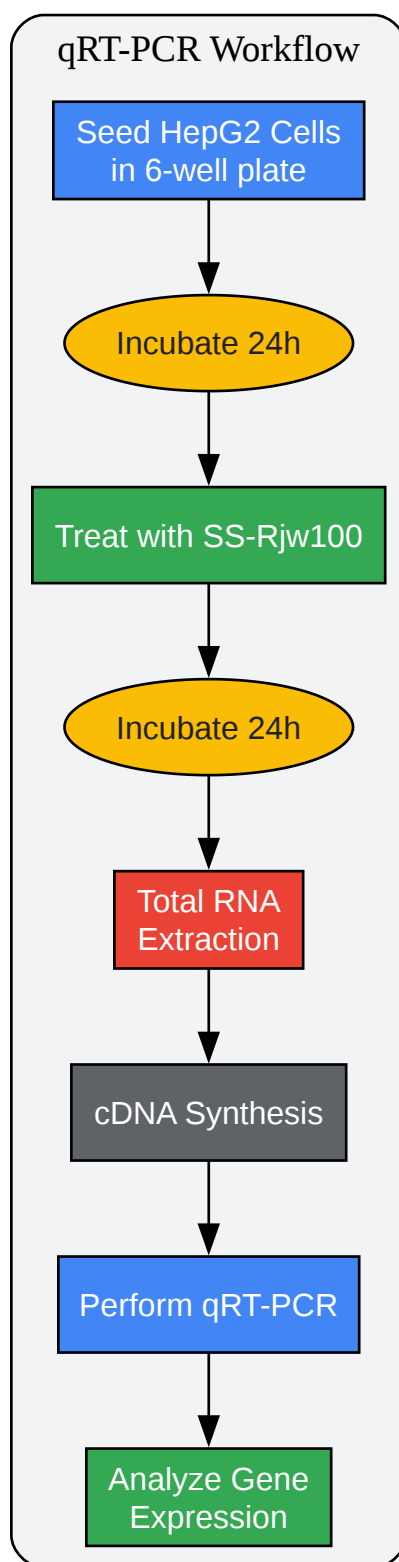 qRT-PCR Workflow
Seed HepG2 Cells
in 6-well plate
Incubate 24h
Treat with SS-Rjw100
Incubate 24h
Total RNA
Extraction
cDNA Synthesis
Perform qRT-PCR
Analyze Gene
Expression